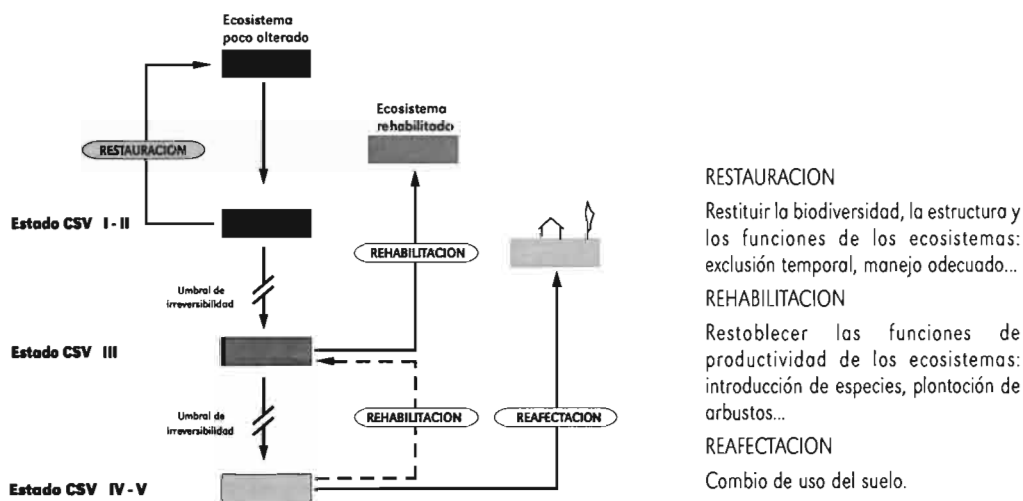 Ecosistema
poco olterado
Ecosistema
rehabilitado
RESTAURACION
Estado CSV I - II
REHABILITACION
Umbral de
irreversibilidad
Estado CSV III
Umbral de
irreversibilidad
REHABILITACION
REAFECTACION
Estado CSV IV - V
RESTAURACION
Restituir la biodiversidad, la estructura y
los funciones de los ecosistemas:
exclusión temporal, manejo odecuado...
REHABILITACION
Restoblecer las funciones de
productividad de los ecosistemas:
introducción de especies, plontoción de
arbustos...
REAFECTACION
Combio de uso del suelo.